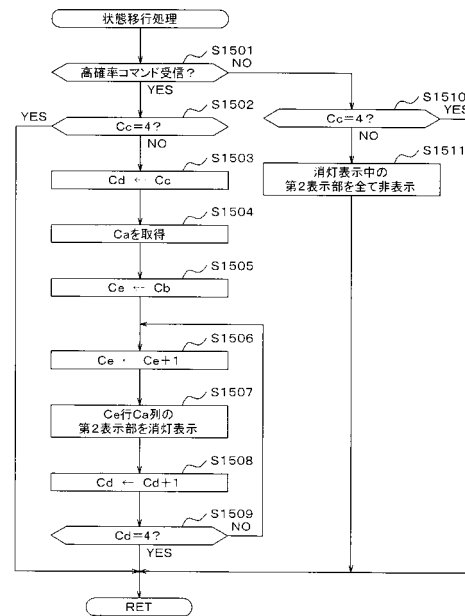 状態移行処理
S1501
高確率コマンド受信?
NO
YES
S1502
YES
Cc=4?
NO
S1503
Cd ← Cc
S1504
Caを取得
S1505
Ce ← Cb
S1506
Ce ・ Ce+1
S1507
Ce行Ca列の
第2表示部を消灯表示
S1508
Cd ← Cd+1
S1509
Cd=4?
NO
YES
RET
S1510
YES
Cc=4?
NO
S1511
消灯表示中の
第2表示部を全て非表示